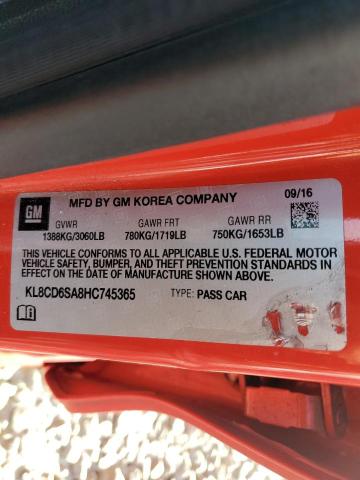 GM
MFD BY GM KOREA COMPANY 09/16
GVWR GAWR FRT GAWR RR
1388KG/3060LB 780KG/1719LB 750KG/1653LB
THIS VEHICLE CONFORMS TO ALL APPLICABLE U.S. FEDERAL MOTOR
VEHICLE SAFETY, BUMPER, AND THEFT PREVENTION STANDARDS IN
EFFECT ON THE DATE OF MANUFACTURE SHOWN ABOVE.
KL8CD6SA8HC745365 TYPE: PASS CAR